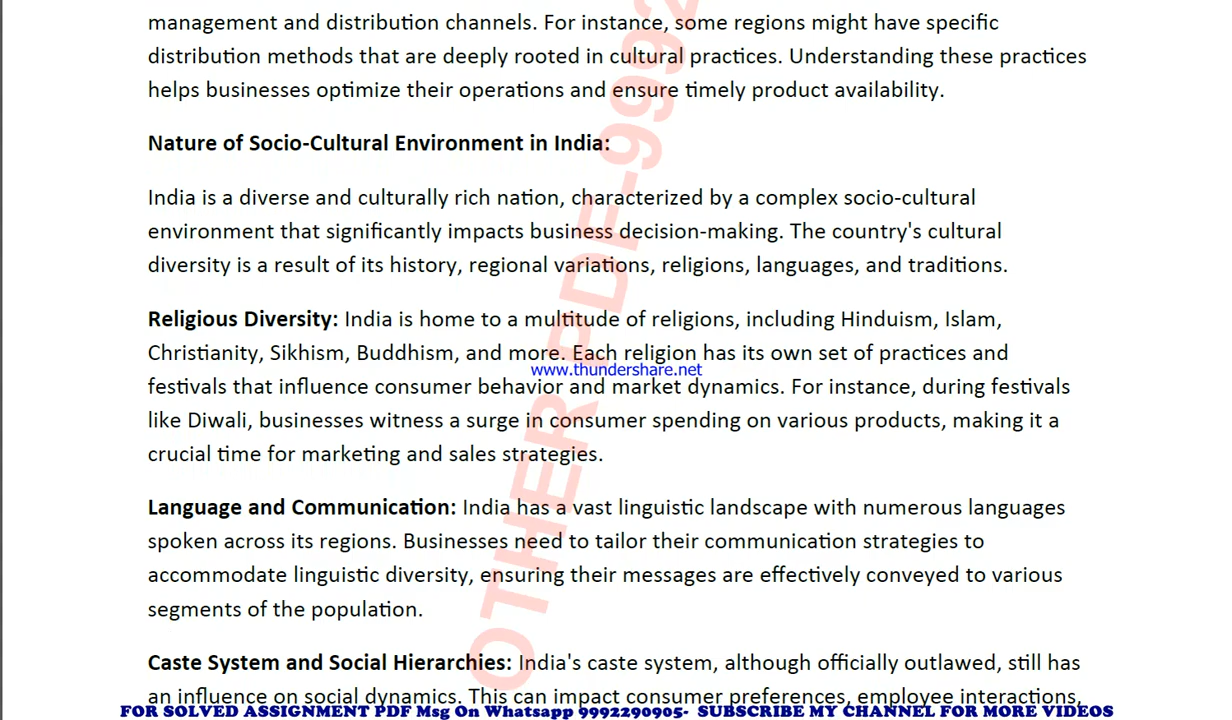 management and distribution channels. For instance, some regions might have specific
distribution methods that are deeply rooted in cultural practices. Understanding these practices
helps businesses optimize their operations and ensure timely product availability.
Nature of Socio-Cultural Environment in India:
India is a diverse and culturally rich nation, characterized by a complex socio-cultural
environment that significantly impacts business decision-making. The country's cultural
diversity is a result of its history, regional variations, religions, languages, and traditions.
Religious Diversity: India is home to a multitude of religions, including Hinduism, Islam,
Christianity, Sikhism, Buddhism, and more. Each religion has its own set of practices and
www.thundershare.net
festivals that influence consumer behavior and market dynamics. For instance, during festivals
like Diwali, businesses witness a surge in consumer spending on various products, making it a
crucial time for marketing and sales strategies.
Language and Communication: India has a vast linguistic landscape with numerous languages
spoken across its regions. Businesses need to tailor their communication strategies to
accommodate linguistic diversity, ensuring their messages are effectively conveyed to various
segments of the population.
Caste System and Social Hierarchies: India's caste system, although officially outlawed, still has
an influence on social dynamics. This can impact consumer preferences, employee interactions,
FOR SOLVED ASSIGNMENT PDF Msg On Whatsapp 9992290905- SUBSCRIBE MY CHANNEL FOR MORE VIDEOS
OTHER PDF-9992